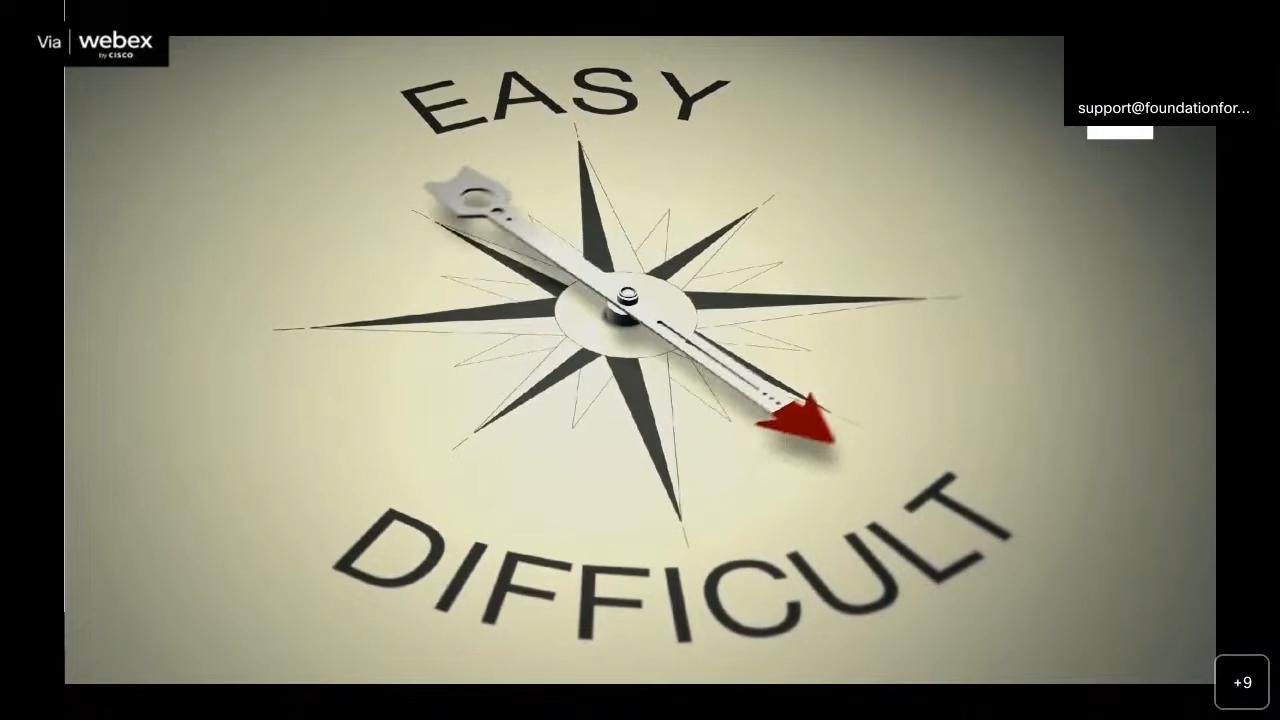 Via webex
by CISCO
EASY
support@foundationfor...
DIFFICULT
+9